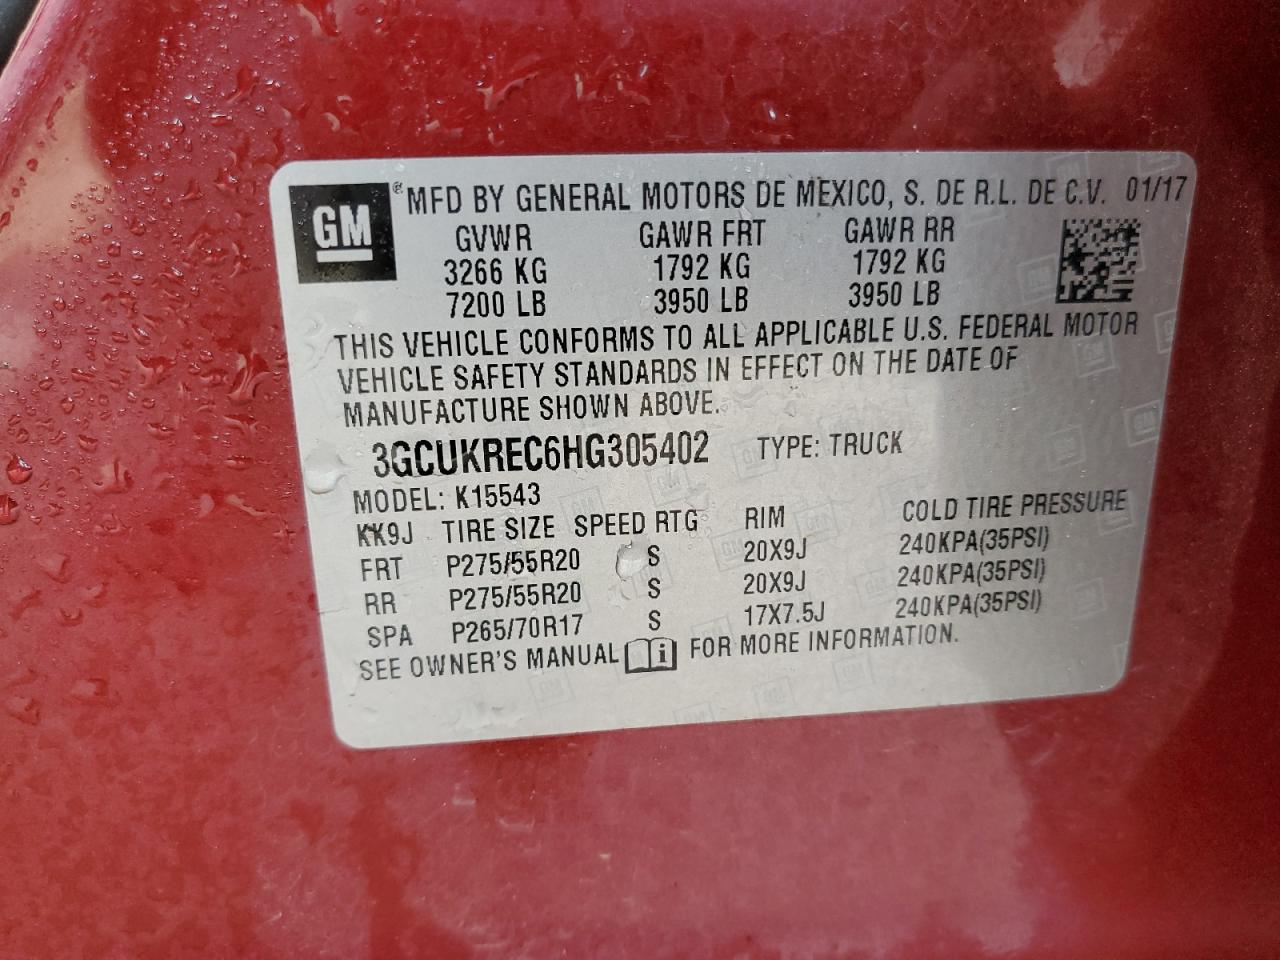 GM
® MFD BY GENERAL MOTORS DE MEXICO, S. DE R.L. DE C.V. 01/17
GVWR GAWR FRT GAWR RR
3266 KG 1792 KG 1792 KG
7200 LB 3950 LB 3950 LB
THIS VEHICLE CONFORMS TO ALL APPLICABLE U.S. FEDERAL MOTOR
VEHICLE SAFETY STANDARDS IN EFFECT ON THE DATE OF
MANUFACTURE SHOWN ABOVE.
3GCUKREC6HG305402 TYPE: TRUCK
MODEL: K15543
KK9J TIRE SIZE SPEED RTG RIM COLD TIRE PRESSURE
FRT P275/55R20 S 20X9J 240KPA(35PSI)
RR P275/55R20 S 20X9J 240KPA(35PSI)
SPA P265/70R17 S 17X7.5J 240KPA(35PSI)
SEE OWNER'S MANUAL i FOR MORE INFORMATION.